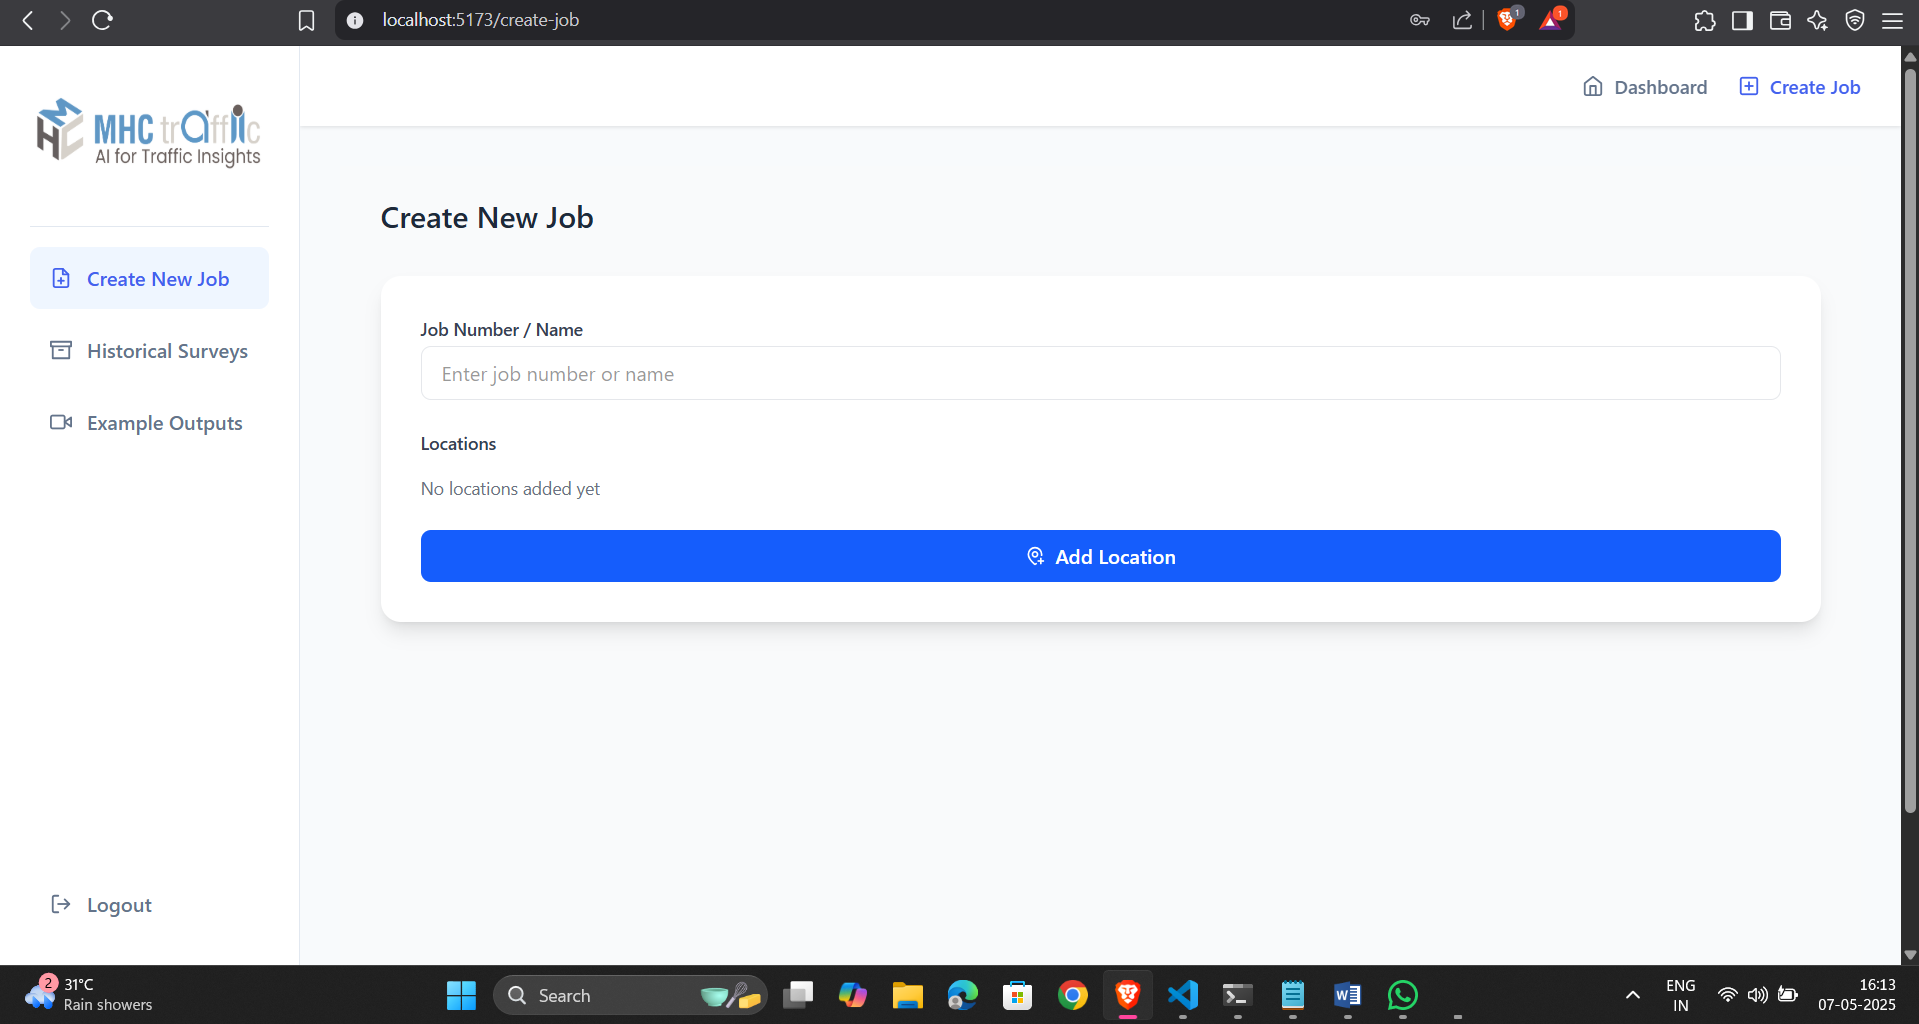 localhost:5173/create-job
1
1
MHC traffic
AI for Traffic Insights
Dashboard
Create Job
Create New Job
Historical Surveys
Example Outputs
Logout
Create New Job
Job Number / Name
Enter job number or name
Locations
No locations added yet
Add Location
2
31°C
Rain showers
Search
W
ENG
IN
16:13
07-05-2025